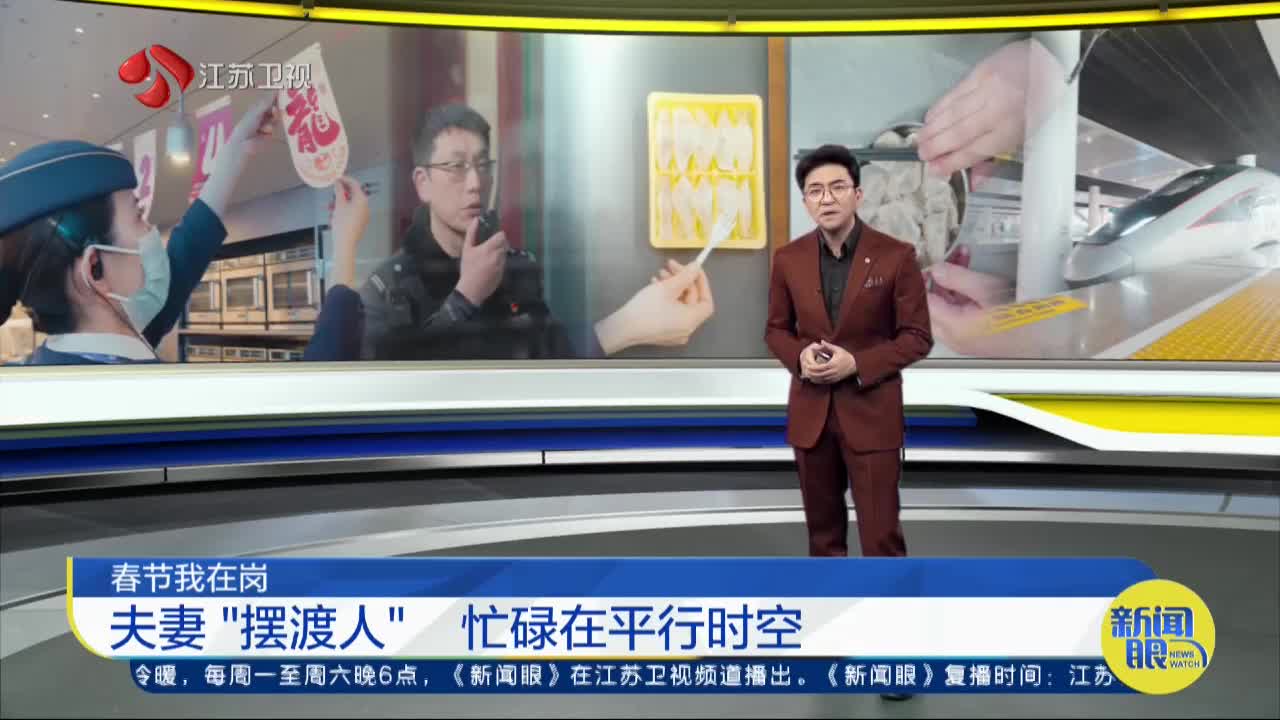 江苏卫视
龍
春节我在岗
夫妻"摆渡人" 忙碌在平行时空
新闻眼
NEWS WATCH
冷暖，每周一至周六晚6点，《新闻眼》在江苏卫视频道播出。《新闻眼》复播时间：江苏